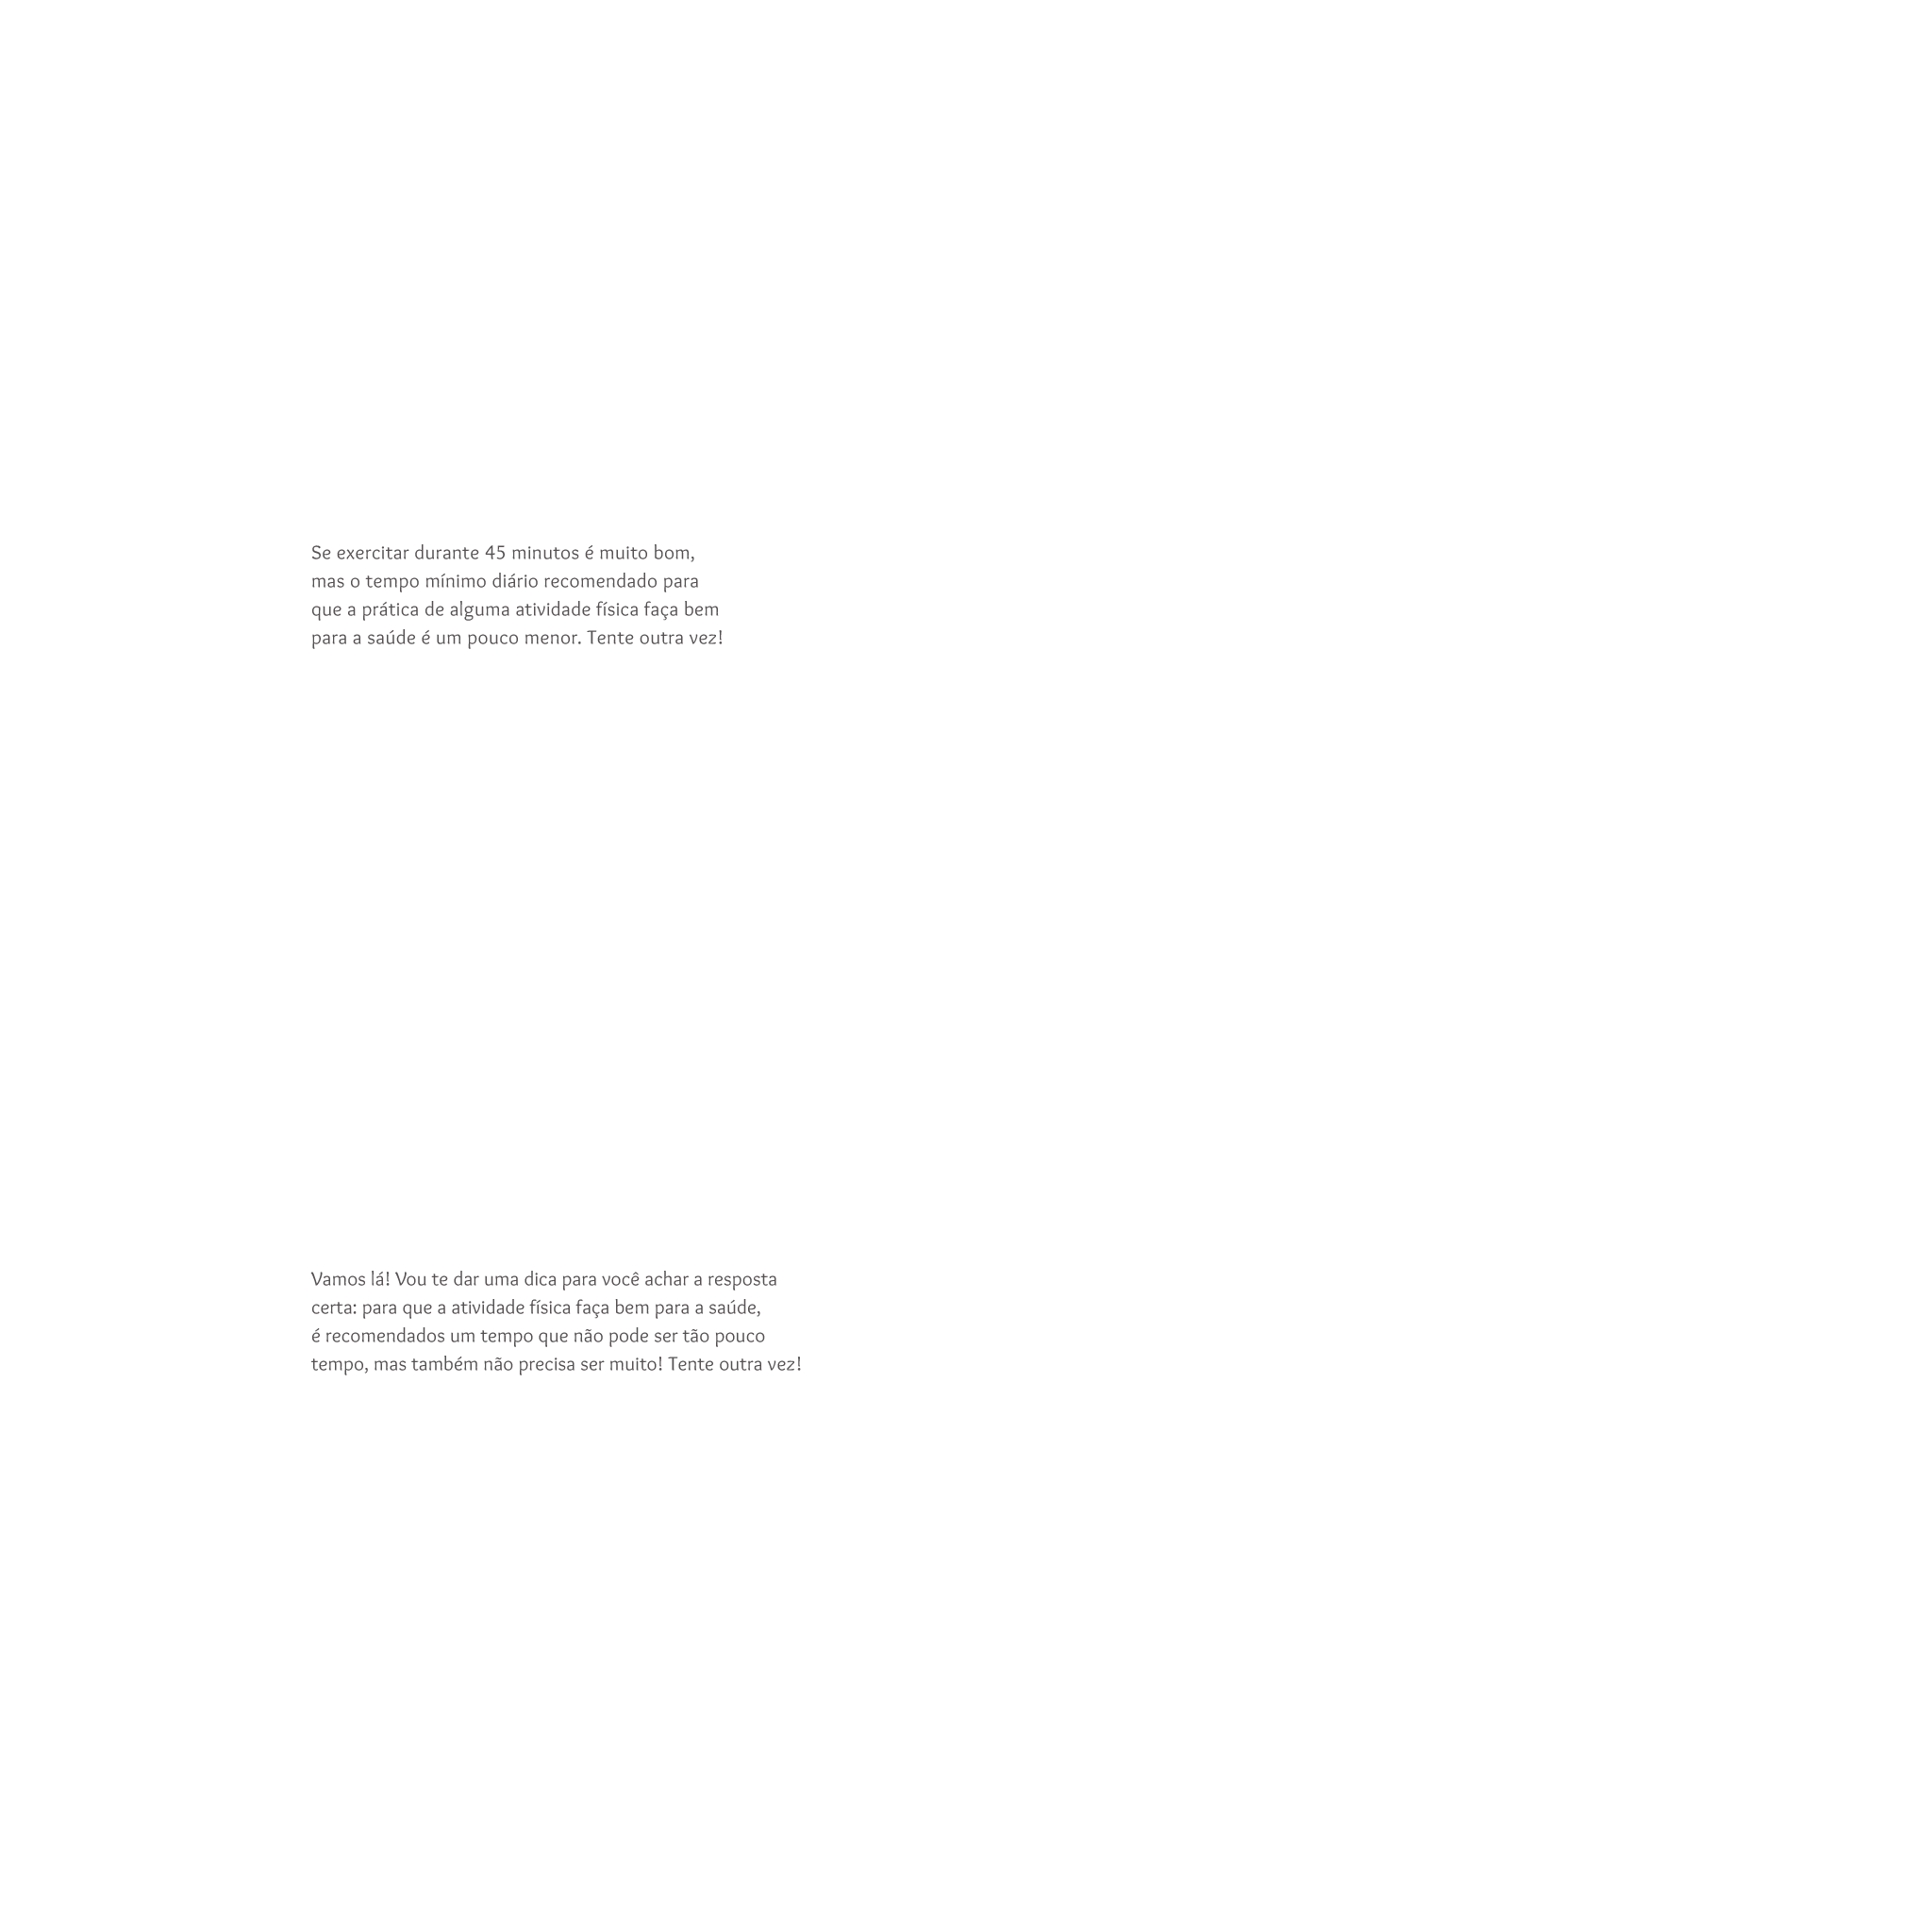 Se exercitar durante 45 minutos é muito bom,
mas o tempo mínimo diário recomendado para
que a prática de alguma atividade física faça bem
para a saúde é um pouco menor. Tente outra vez!
Vamos lá! Vou te dar uma dica para você achar a resposta
certa: para que a atividade física faça bem para a saúde,
é recomendados um tempo que não pode ser tão pouco
tempo, mas também não precisa ser muito! Tente outra vez!